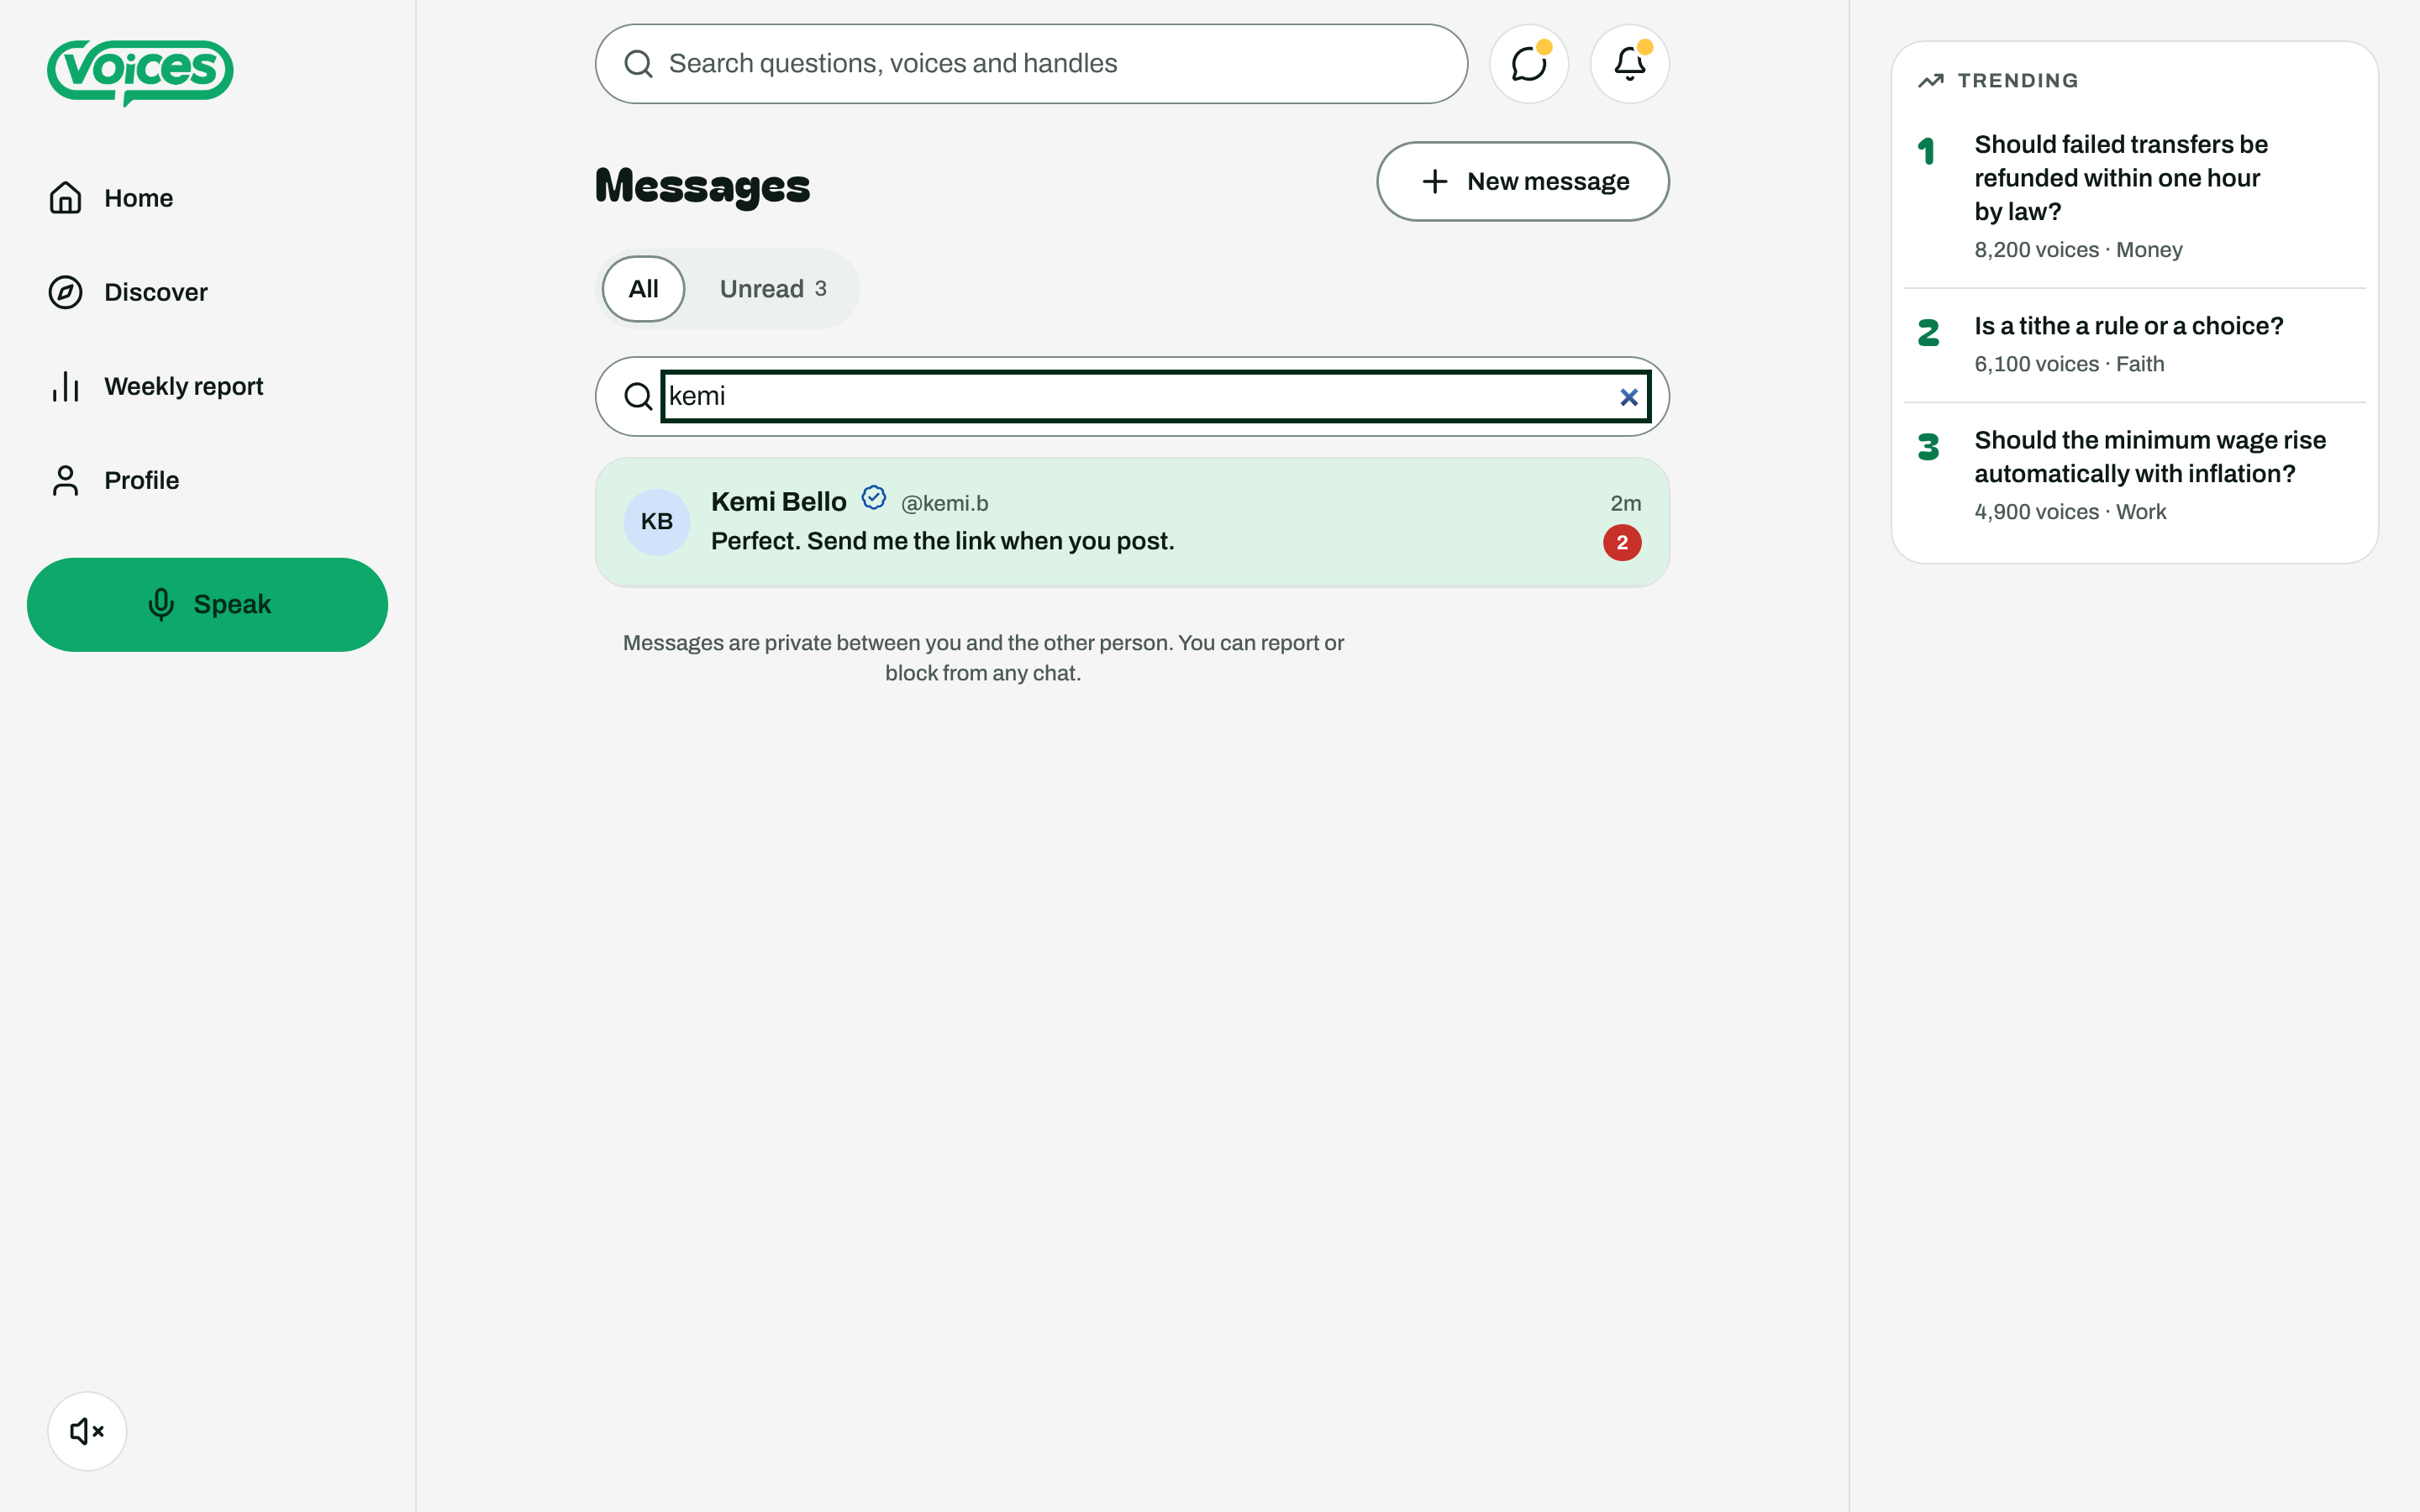 voices
Home
Discover
Weekly report
Profile
Speak
Search questions, voices and handles
Messages
New message
All
Unread 3
kemi
KB
Kemi Bello @kemi.b 2m
Perfect. Send me the link when you post. 2
Messages are private between you and the other person. You can report or
block from any chat.
TRENDING
1
Should failed transfers be
refunded within one hour
by law?
8,200 voices · Money
2
Is a tithe a rule or a choice?
6,100 voices · Faith
3
Should the minimum wage rise
automatically with inflation?
4,900 voices · Work